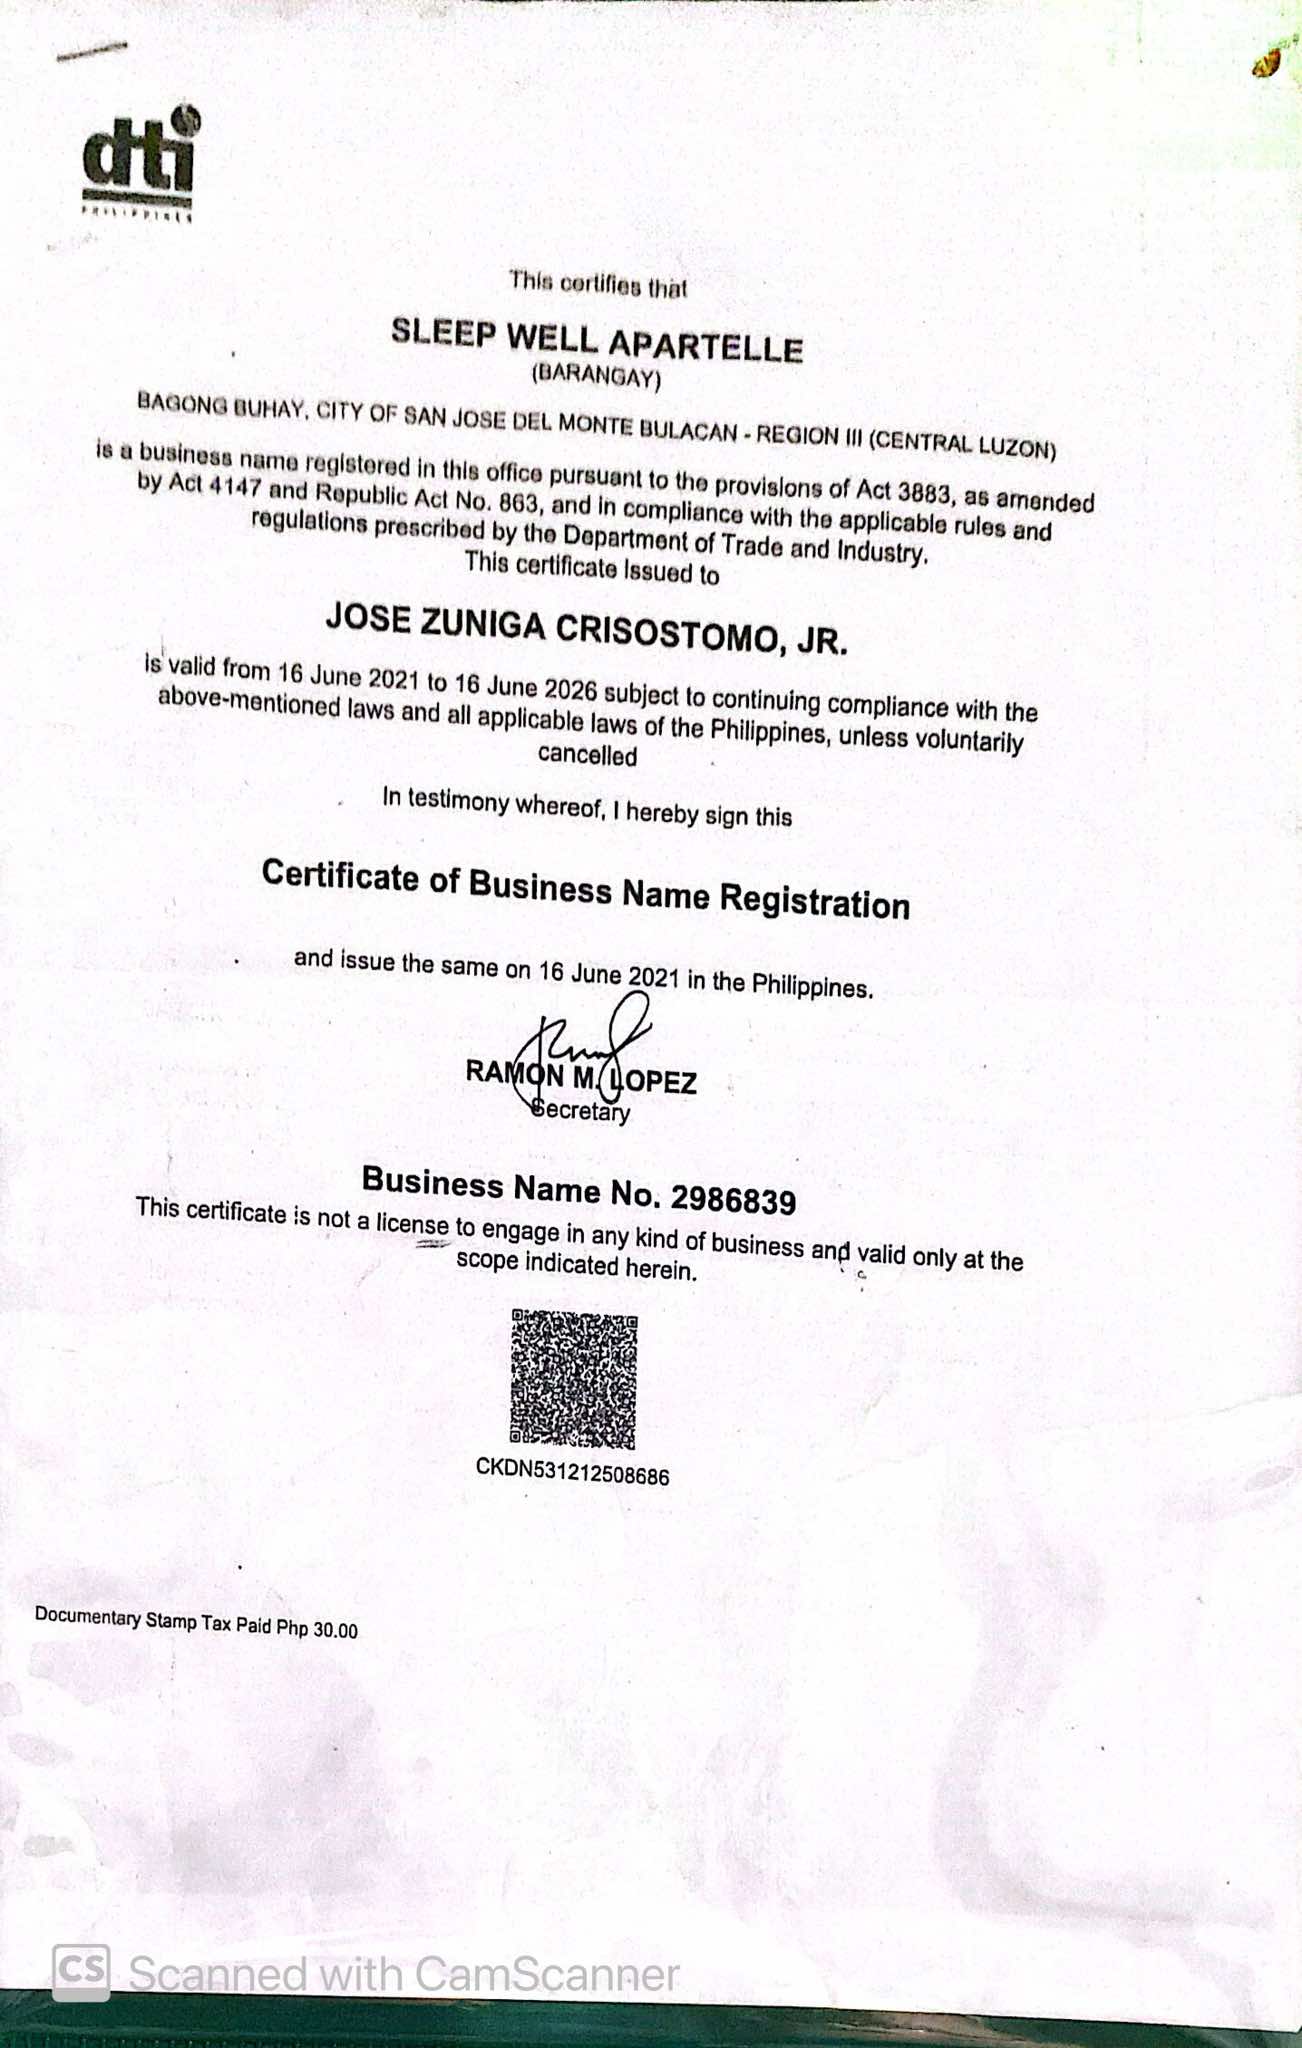 dti
PHILIPPINES
This certifies that
SLEEP WELL APARTELLE
(BARANGAY)
BAGONG BUHAY, CITY OF SAN JOSE DEL MONTE BULACAN - REGION III (CENTRAL LUZON)
is a business name registered in this office pursuant to the provisions of Act 3883, as amended
by Act 4147 and Republic Act No. 863, and in compliance with the applicable rules and
regulations prescribed by the Department of Trade and Industry.
This certificate Issued to
JOSE ZUNIGA CRISOSTOMO, JR.
is valid from 16 June 2021 to 16 June 2026 subject to continuing compliance with the
above-mentioned laws and all applicable laws of the Philippines, unless voluntarily
cancelled
In testimony whereof, I hereby sign this
Certificate of Business Name Registration
and issue the same on 16 June 2021 in the Philippines.
RAMON M. LOPEZ
Secretary
Business Name No. 2986839
This certificate is not a license to engage in any kind of business and valid only at the
scope indicated herein.
CKDN531212508686
Documentary Stamp Tax Paid Php 30.00
CS Scanned with CamScanner